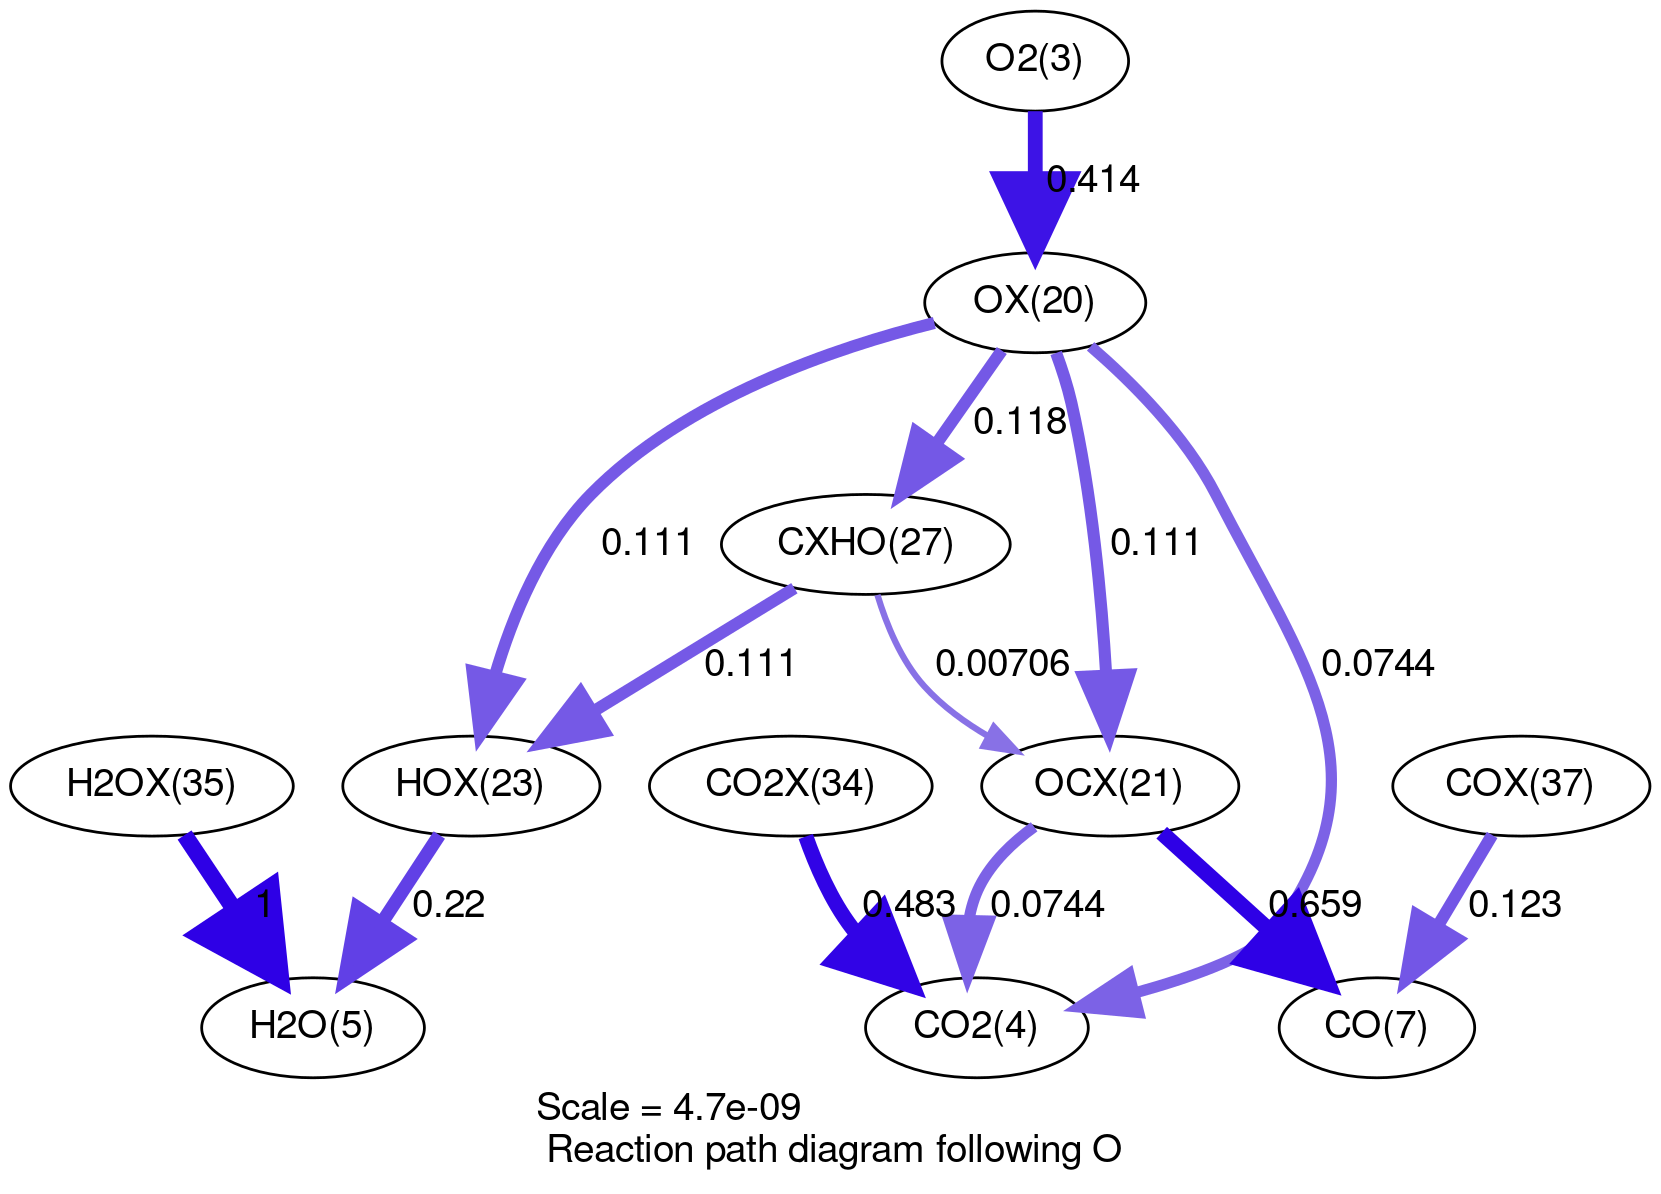 O2(3)
0.414
OX(20)
0.118
0.111
CXHO(27)
0.111
0.111
0.00706
0.0744
H2OX(35)
HOX(23)
CO2X(34)
OCX(21)
COX(37)
1
0.22
0.483
0.0744
0.659
0.123
H2O(5)
CO2(4)
CO(7)
Scale = 4.7e-09
Reaction path diagram following O